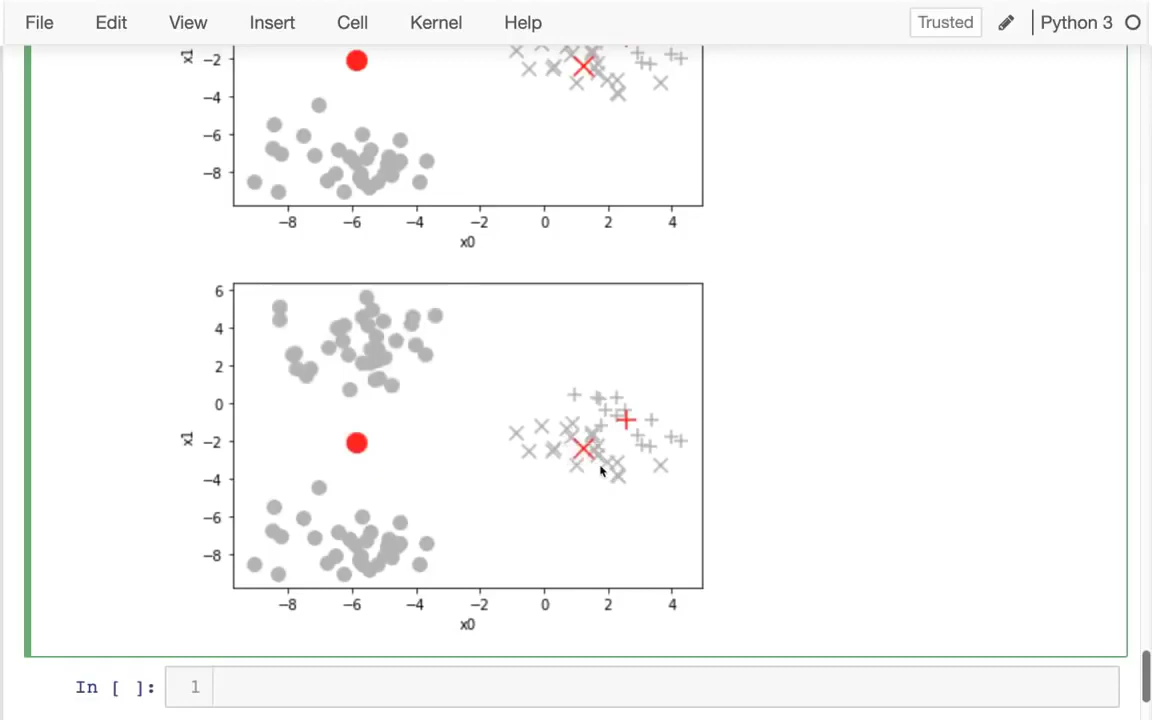 File Edit View Insert Cell Kernel Help Trusted Python 3
x1
−2
−4
−6
−8
−8 −6 −4 −2 0 2 4
x0
6
4
2
0
x1
−2
−4
−6
−8
−8 −6 −4 −2 0 2 4
x0
In [ ]: 1